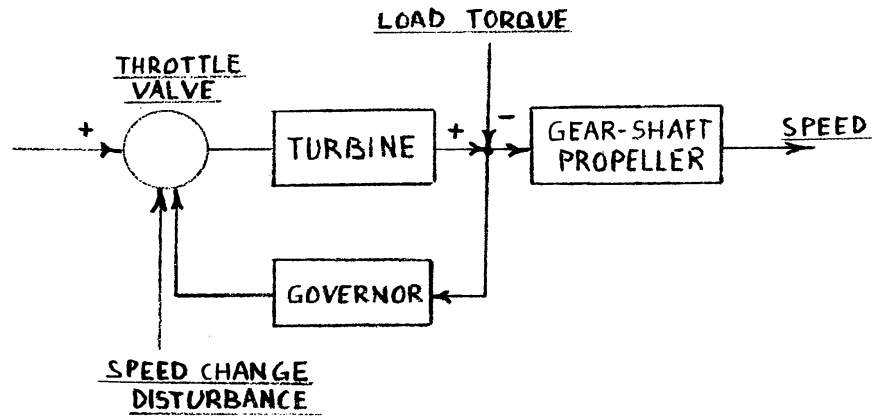 LOAD TORQUE
THROTTLE
VALVE
+
TURBINE
+
-
GEAR-SHAFT
PROPELLER
SPEED
GOVERNOR
SPEED CHANGE
DISTURBANCE